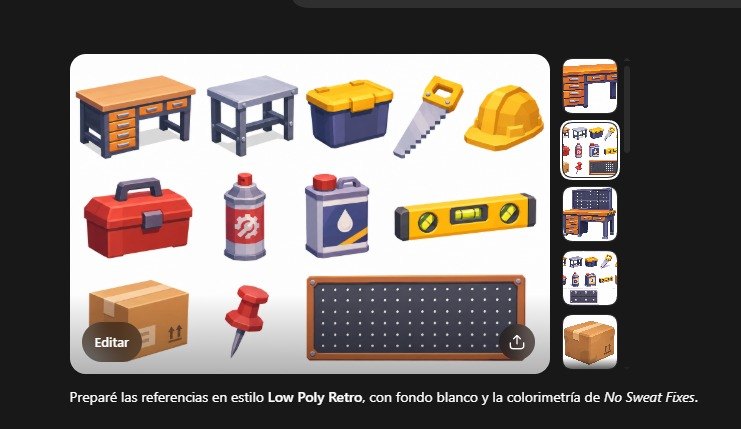 Editar
Preparé las referencias en estilo Low Poly Retro, con fondo blanco y la colorimetría de No Sweat Fixes.